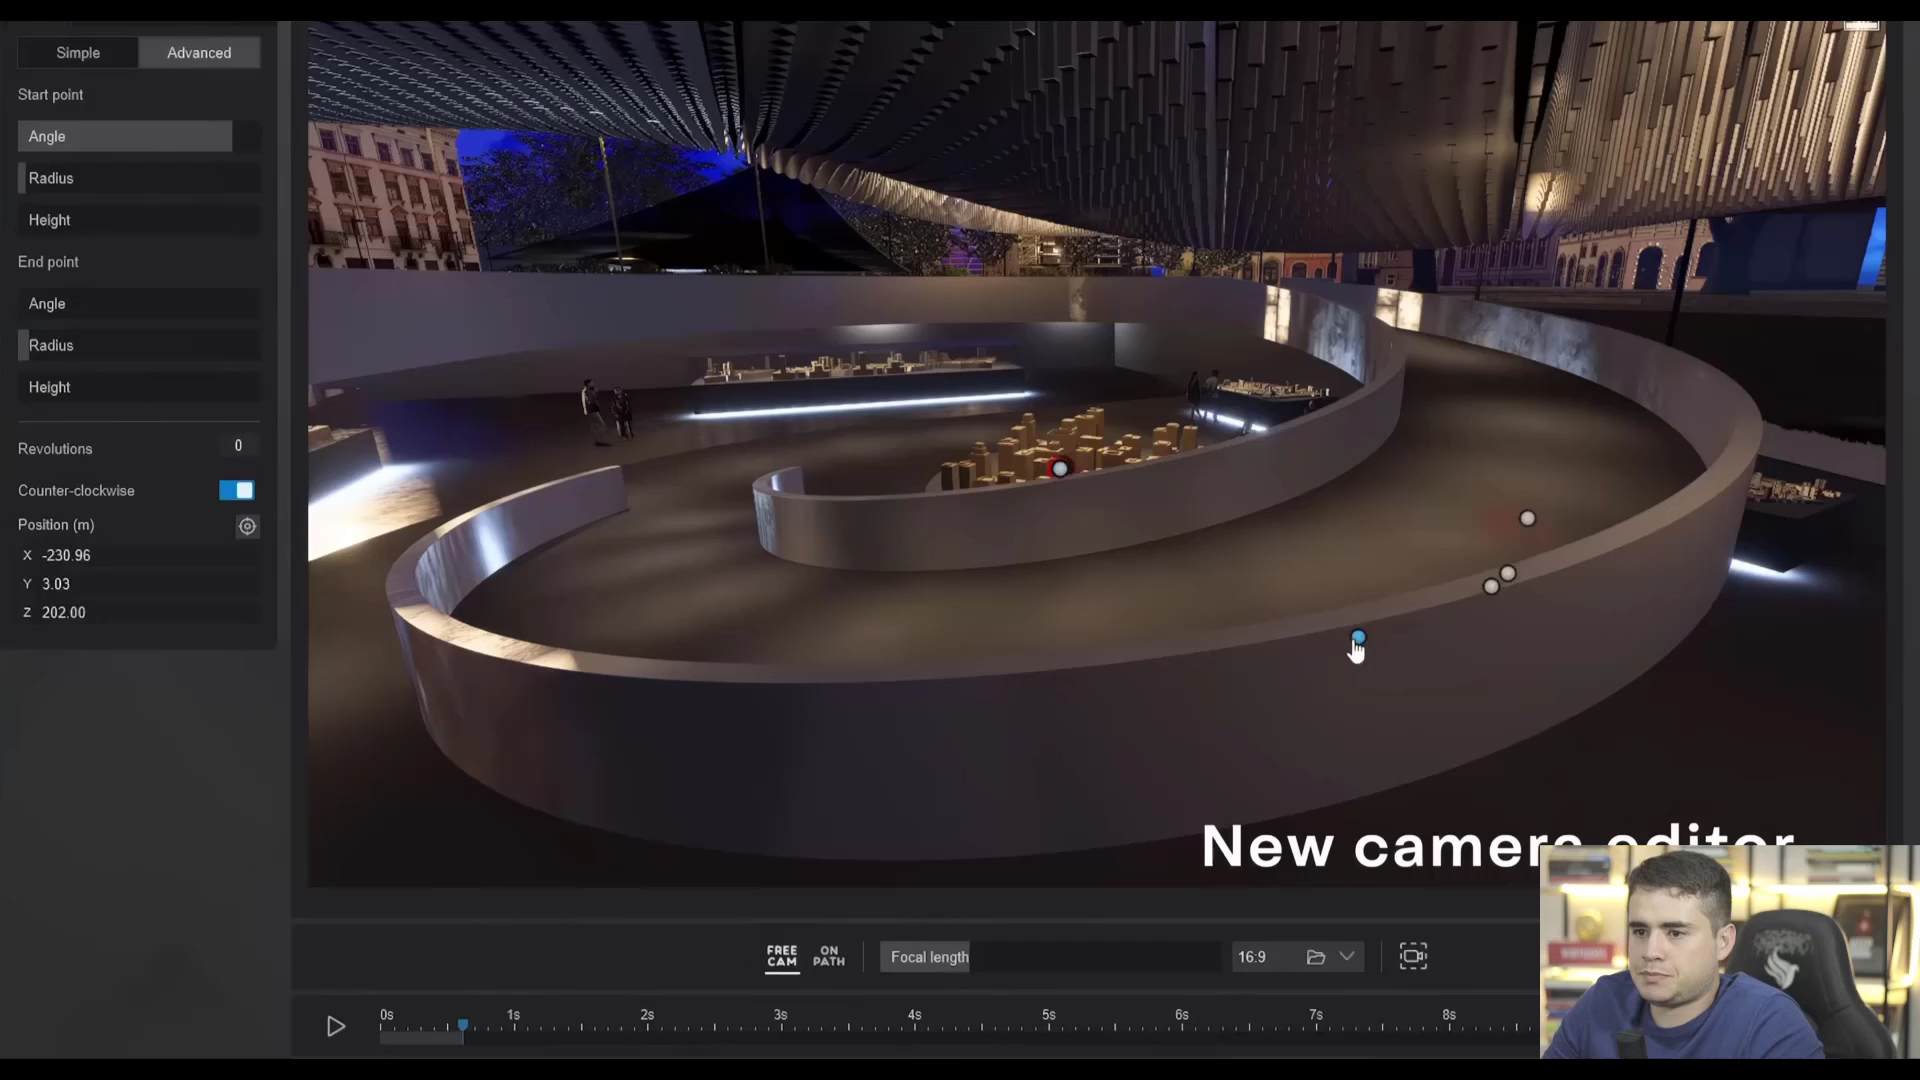 Simple Advanced
Start point
Angle
Radius
Height
End point
Angle
Radius
Height
Revolutions 0
Counter-clockwise
Position (m)
X -230.96
Y 3.03
Z 202.00
New camera editor
FREE CAM
ON PATH
Focal length
16:9
0s 1s 2s 3s 4s 5s 6s 7s 8s